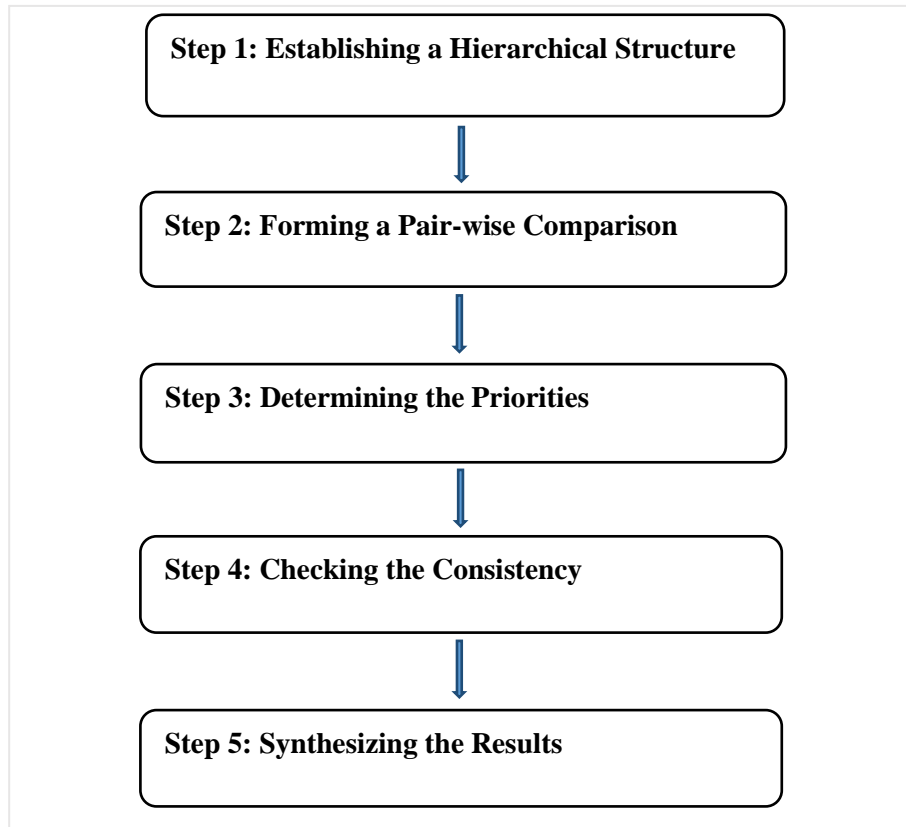 Step 1: Establishing a Hierarchical Structure
Step 2: Forming a Pair-wise Comparison
Step 3: Determining the Priorities
Step 4: Checking the Consistency
Step 5: Synthesizing the Results